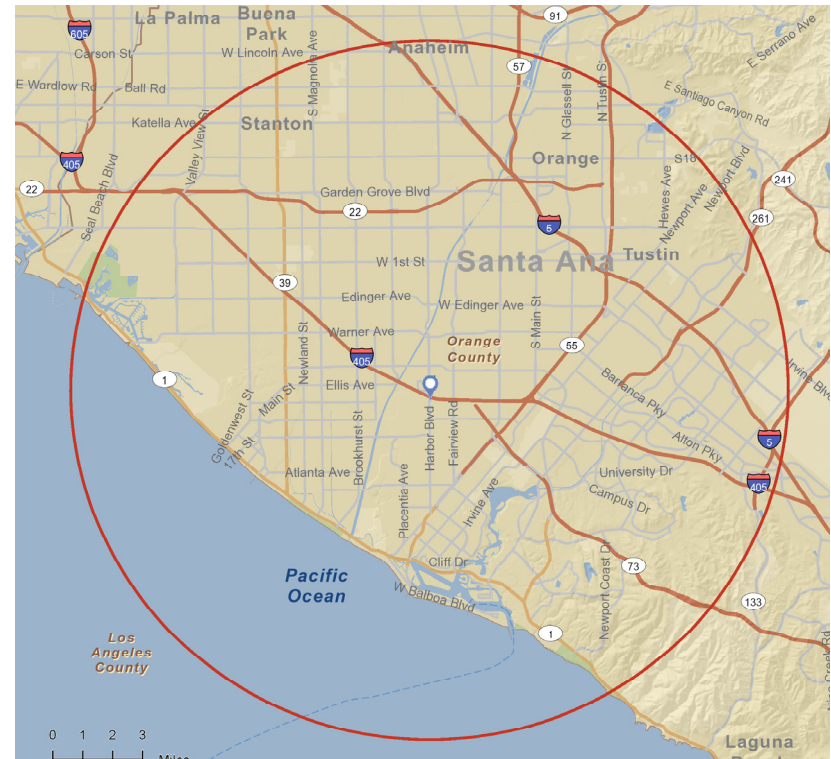 La Palma
Buena
Park
Anaheim
91
E Serrano Ave
605
Carson St
W Lincoln Ave
57
E Wardlow Rd
Ball Rd
S Magnolia Ave
N Glassell St
N Tustin S
E Santiago Canyon Rd
Katella Ave
Stanton
Valley View St
405
Orange
S18
Newport Blvd
241
22
Seal Beach Blvd
Garden Grove Blvd
22
Hewes Ave
Newport Ave
261
5
W 1st St
Santa Ana
Tustin
39
Edinger Ave
W Edinger Ave
S Main St
Warner Ave
Newland St
Orange
County
55
405
1
Ellis Ave
Main St
Goldenwest St
17th St
Brookhurst St
Harbor Blvd
Fairview Rd
Barranca Pky
Irvine Blv
Alton Pky
5
405
Atlanta Ave
Placentia Ave
Irvine Ave
University Dr
Campus Dr
Pacific
Ocean
Cliff Dr
W Balboa Blvd
Newport Coast Dr
73
133
1
Los
Angeles
County
Creek Rd
0 1 2 3
Miles
Laguna